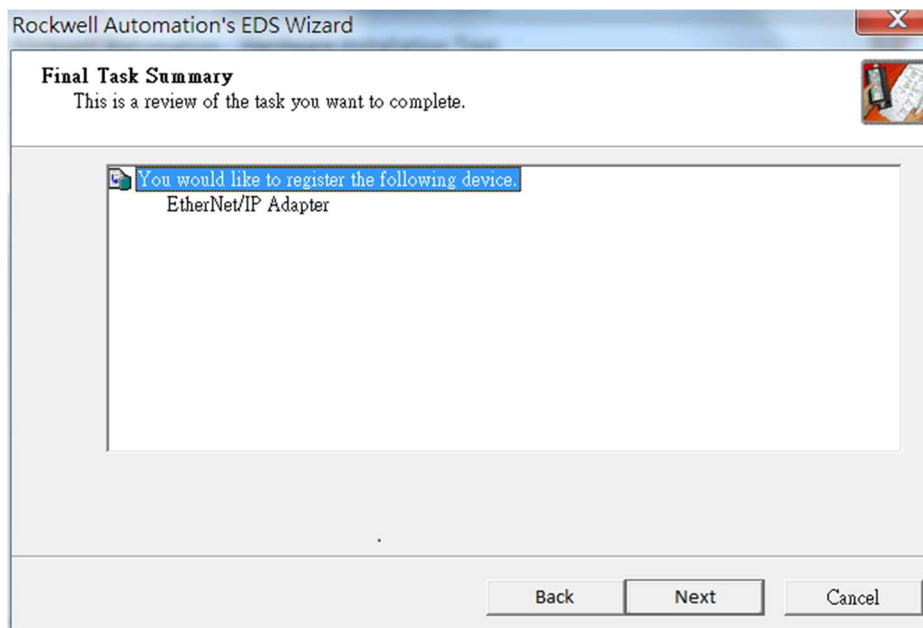 Rockwell Automation's EDS Wizard
Final Task Summary
This is a review of the task you want to complete.
You would like to register the following device.
EtherNet/IP Adapter
Back
Next
Cancel